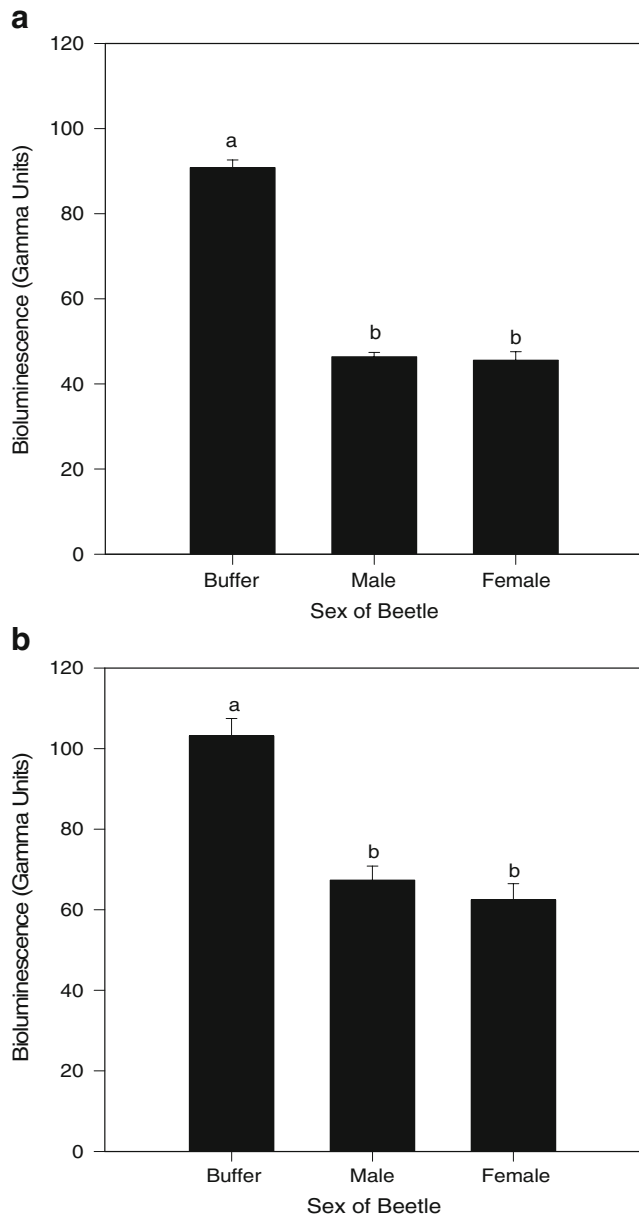 a
120
100
80
60
40
20
0
Bioluminescence (Gamma Units)
a
b
b
Buffer Male Female
Sex of Beetle
b
120
100
80
60
40
20
0
Bioluminescence (Gamma Units)
a
b
b
Buffer Male Female
Sex of Beetle